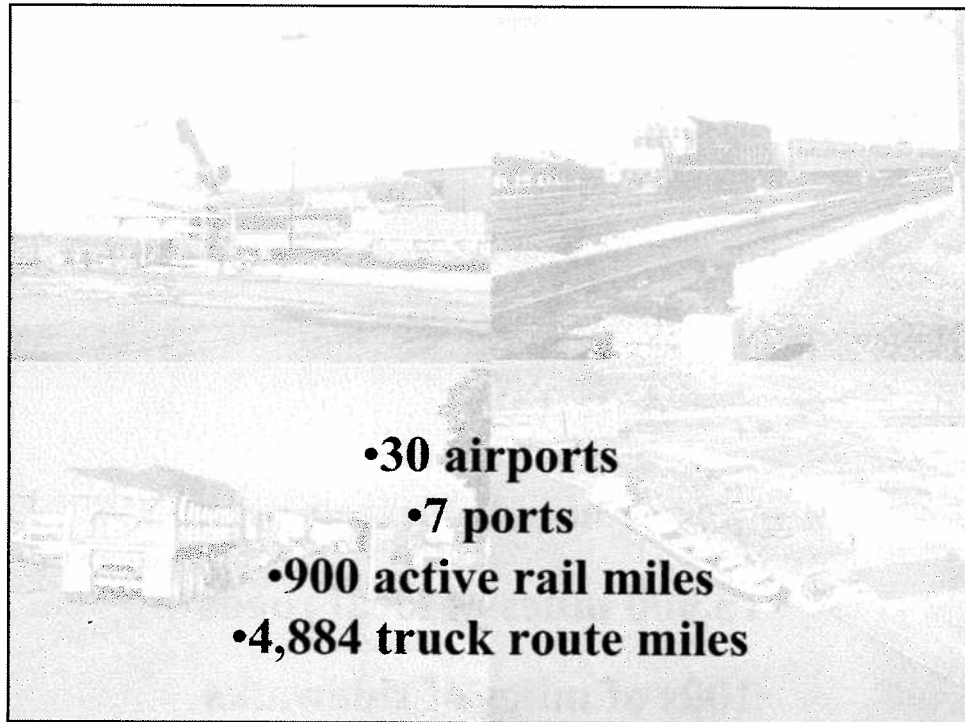 •30 airports
•7 ports
•900 active rail miles
•4,884 truck route miles